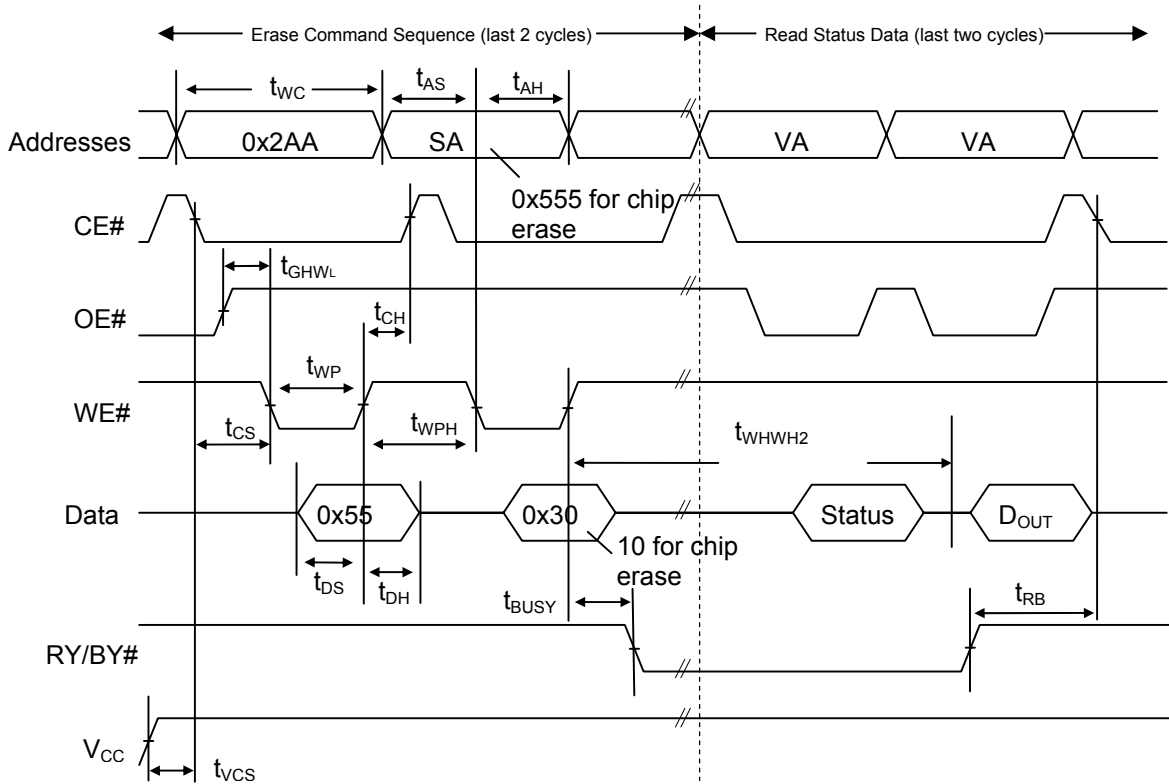 Erase Command Sequence (last 2 cycles)
Read Status Data (last two cycles)
tWC
tAS
tAH
Addresses
0x2AA
SA
VA
VA
0x555 for chip
erase
CE#
tGHWL
OE#
tCH
tWP
WE#
tCS
tWPH
tWHWH2
Data
0x55
0x30
Status
DOUT
10 for chip
erase
tDS
tDH
tBUSY
tRB
RY/BY#
VCC
tVCS